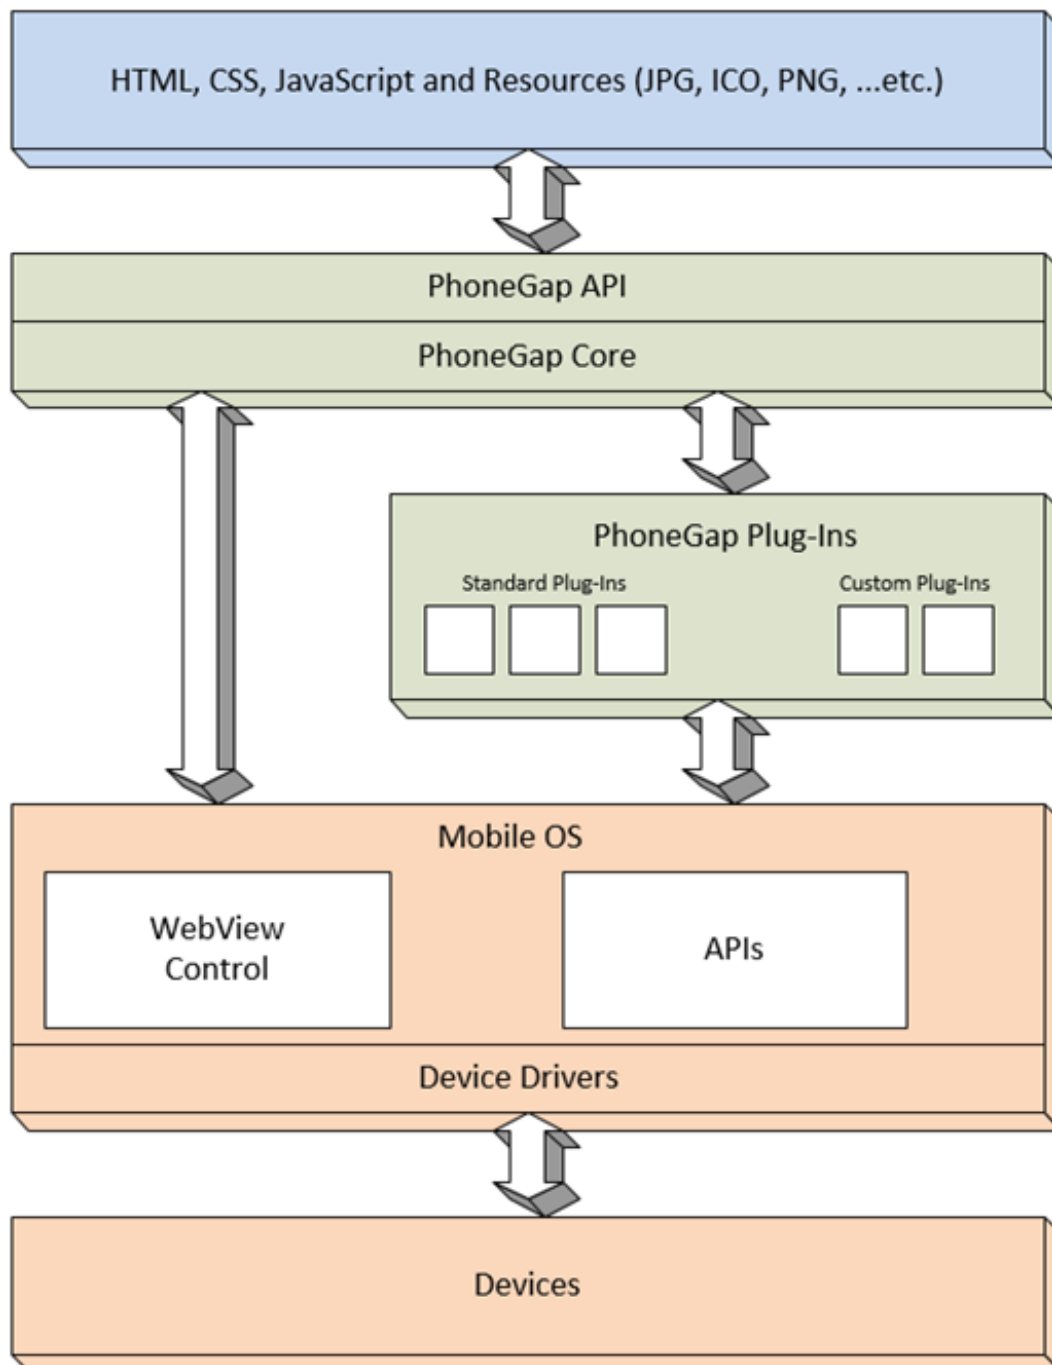 HTML, CSS, JavaScript and Resources (JPG, ICO, PNG, ...etc.)
PhoneGap API
PhoneGap Core
PhoneGap Plug-Ins
Standard Plug-Ins
Custom Plug-Ins
Mobile OS
WebView
Control
APIs
Device Drivers
Devices